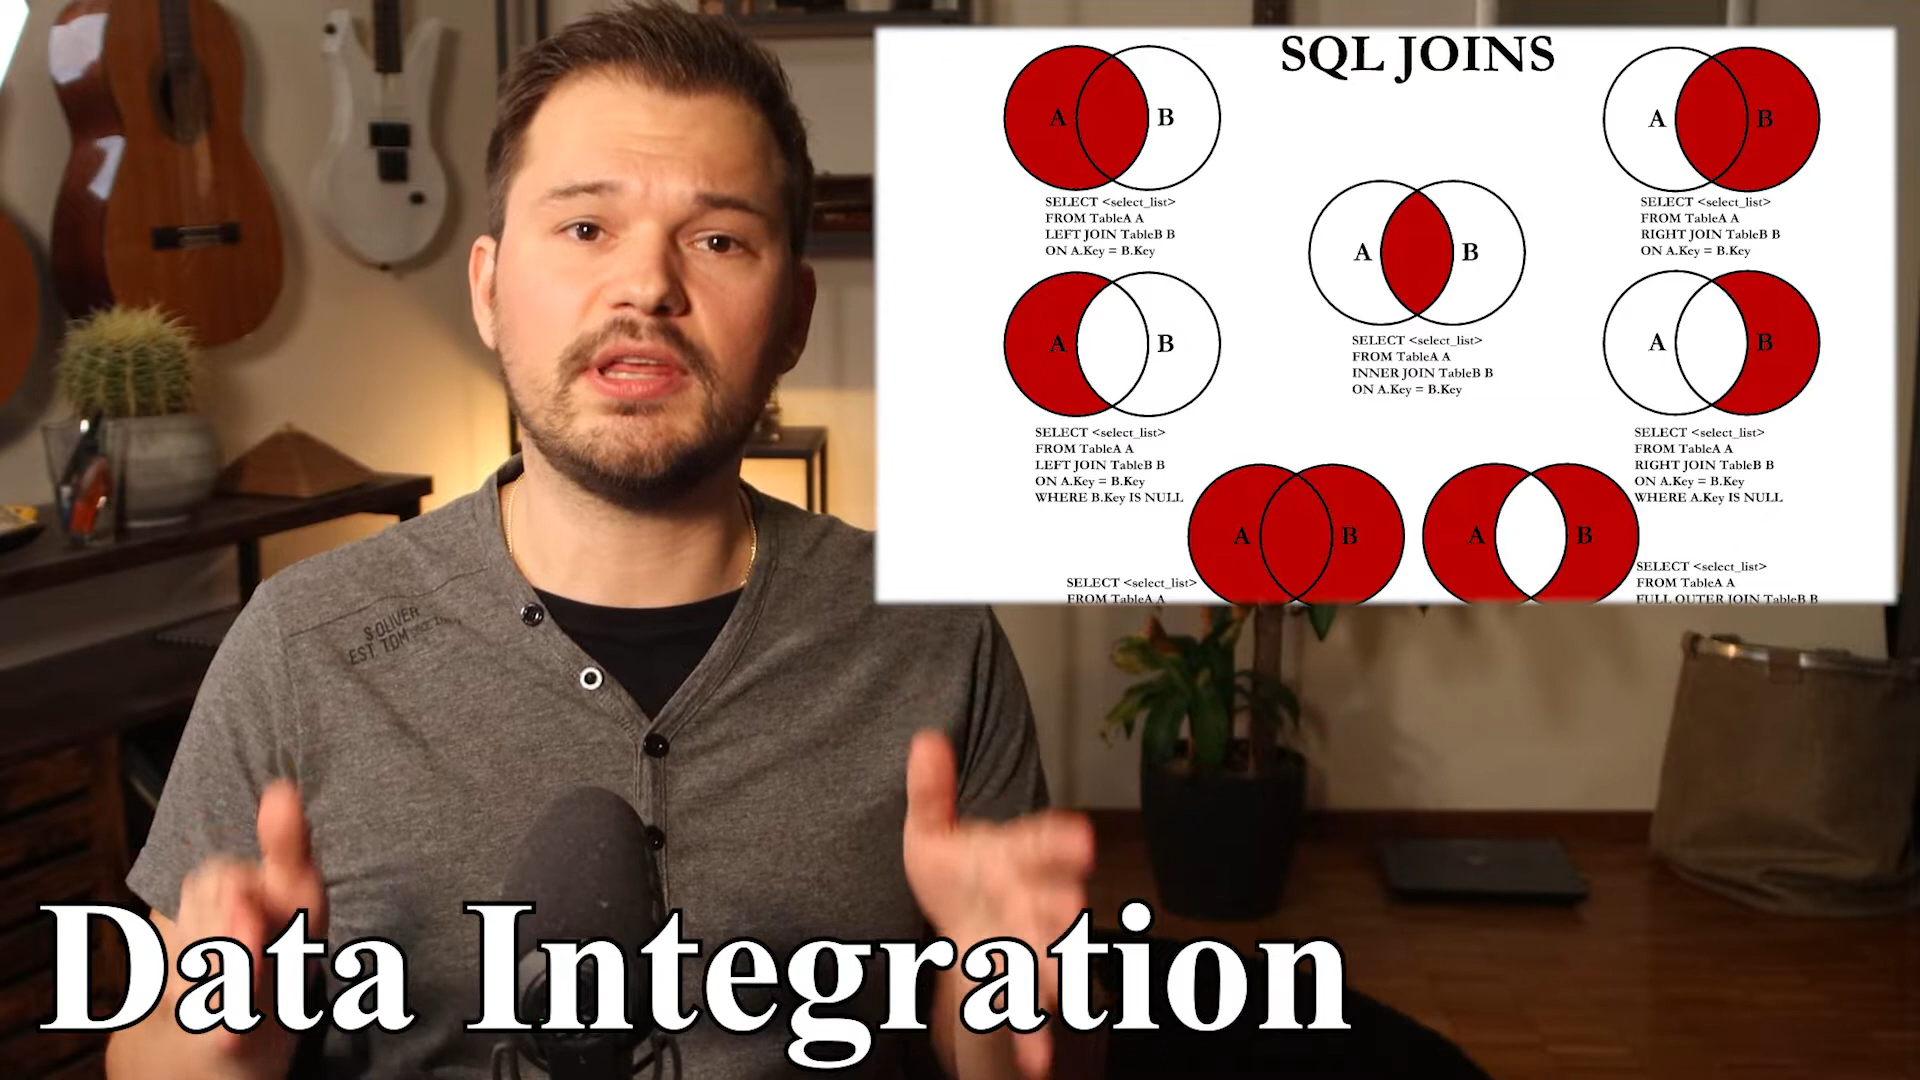 SQL JOINS
A B
SELECT <select_list>
FROM TableA A
LEFT JOIN TableB B
ON A.Key = B.Key
A B
SELECT <select_list>
FROM TableA A
RIGHT JOIN TableB B
ON A.Key = B.Key
A B
SELECT <select_list>
FROM TableA A
INNER JOIN TableB B
ON A.Key = B.Key
A B
SELECT <select_list>
FROM TableA A
LEFT JOIN TableB B
ON A.Key = B.Key
WHERE B.Key IS NULL
A B
SELECT <select_list>
FROM TableA A
RIGHT JOIN TableB B
ON A.Key = B.Key
WHERE A.Key IS NULL
A B
SELECT <select_list>
FROM TableA A
A B
SELECT <select_list>
FROM TableA A
FULL OUTER JOIN TableB B
S.OLIVER
EST. TDM
Data Integration